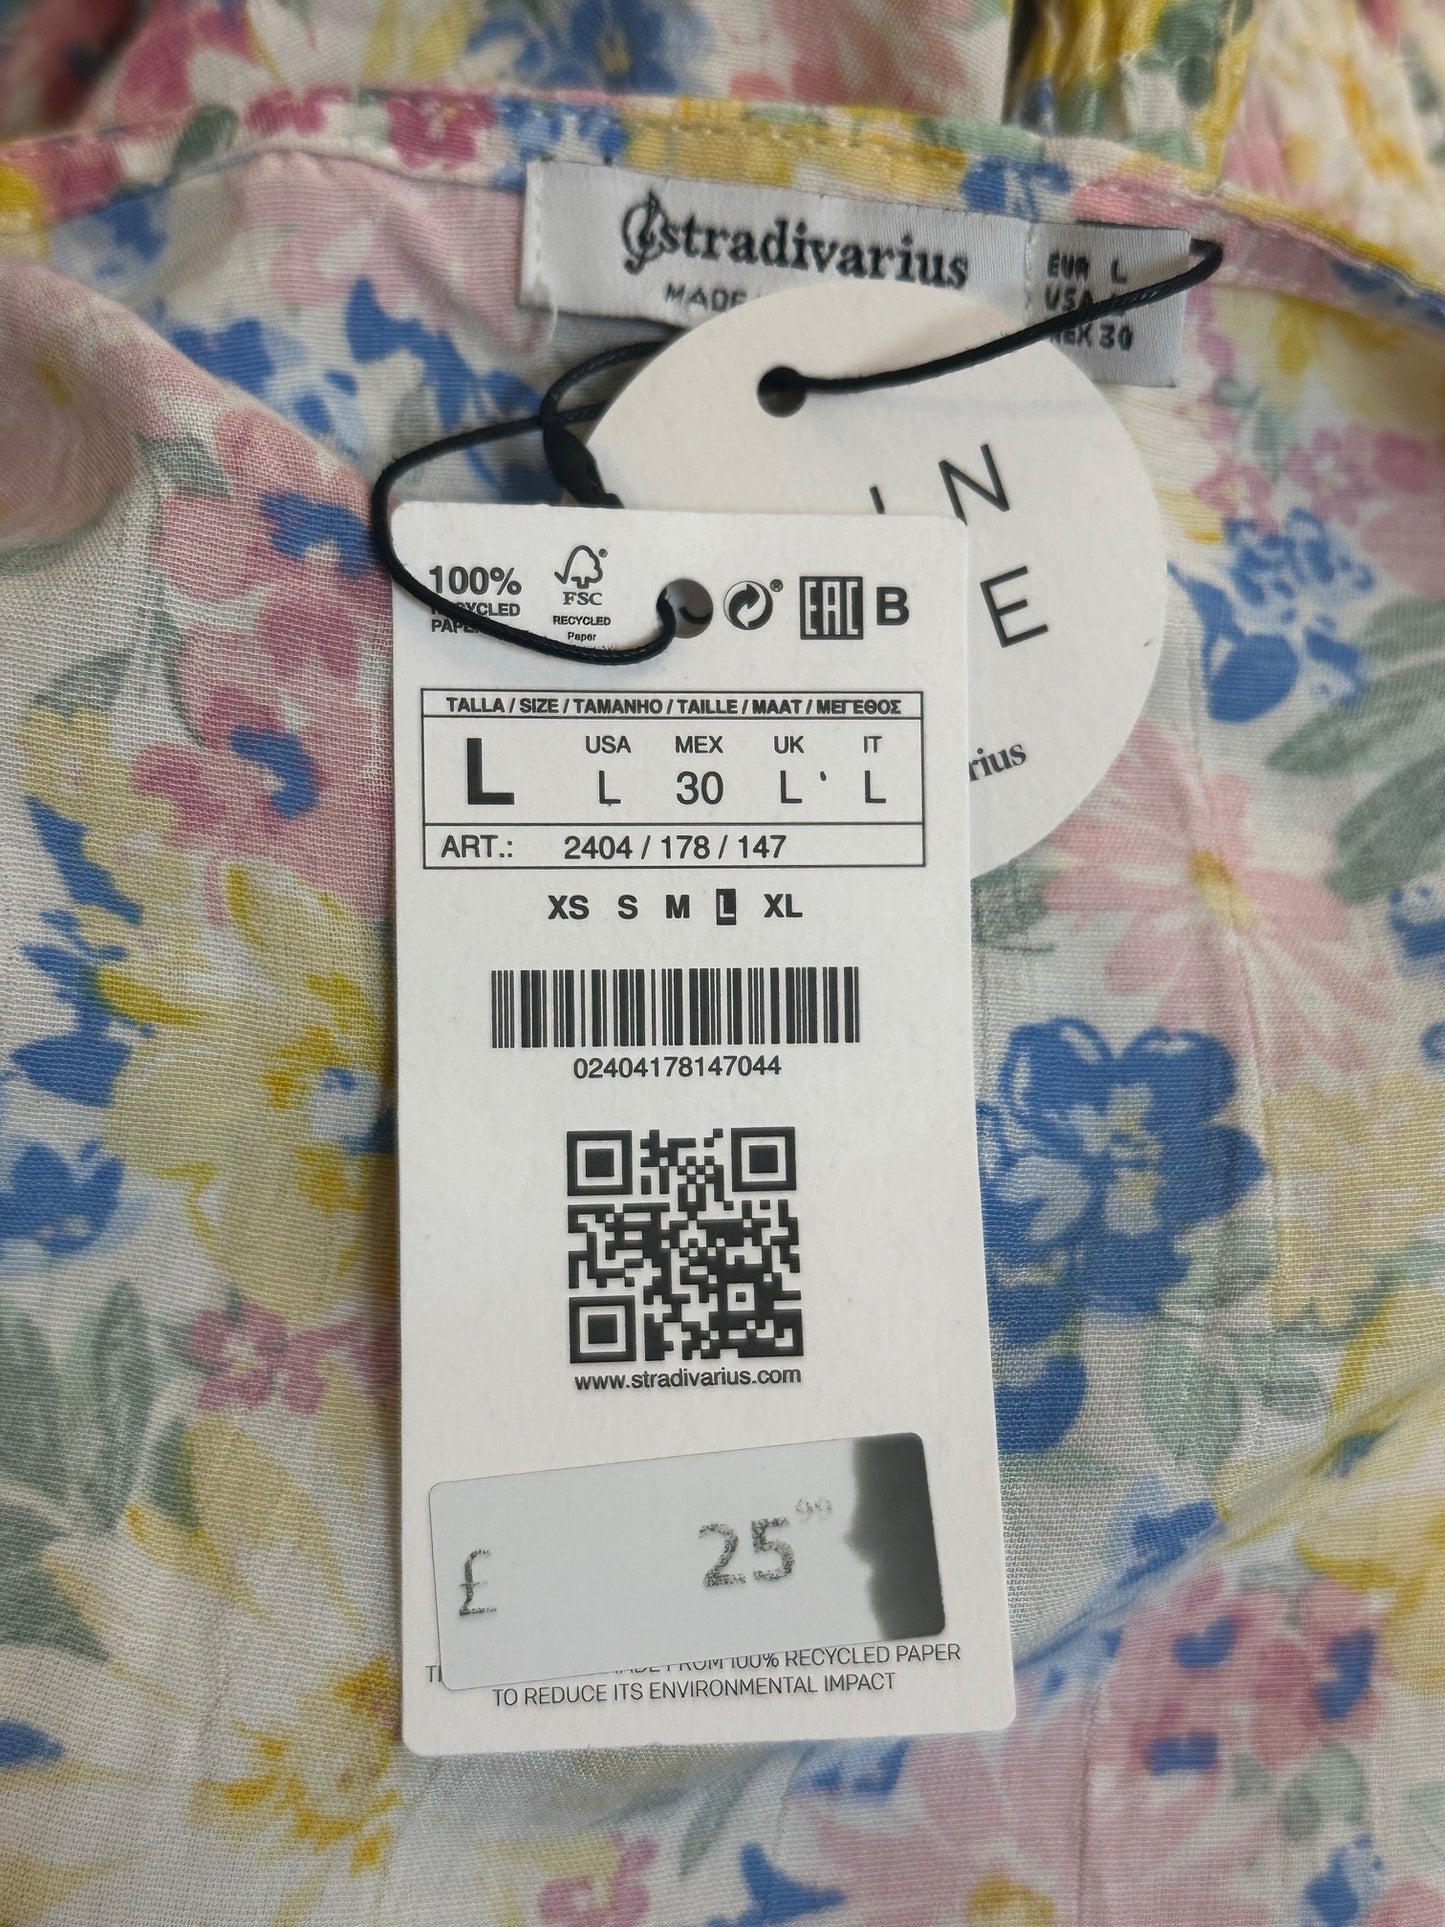 stradivarius
MADE
EUR L
USA
MEX 30
I N
E
rius
100%
RECYCLED
PAPER
FSC
RECYCLED
Paper
EAC B
TALLA / SIZE / TAMANHO / TAILLE / MAAT / ΜΕΓΕΘΟΣ
L
USA MEX UK IT
L 30 L L
ART.: 2404 / 178 / 147
XS S M L XL
02404178147044
www.stradivarius.com
£ 25 99
FROM 100% RECYCLED PAPER
TO REDUCE ITS ENVIRONMENTAL IMPACT